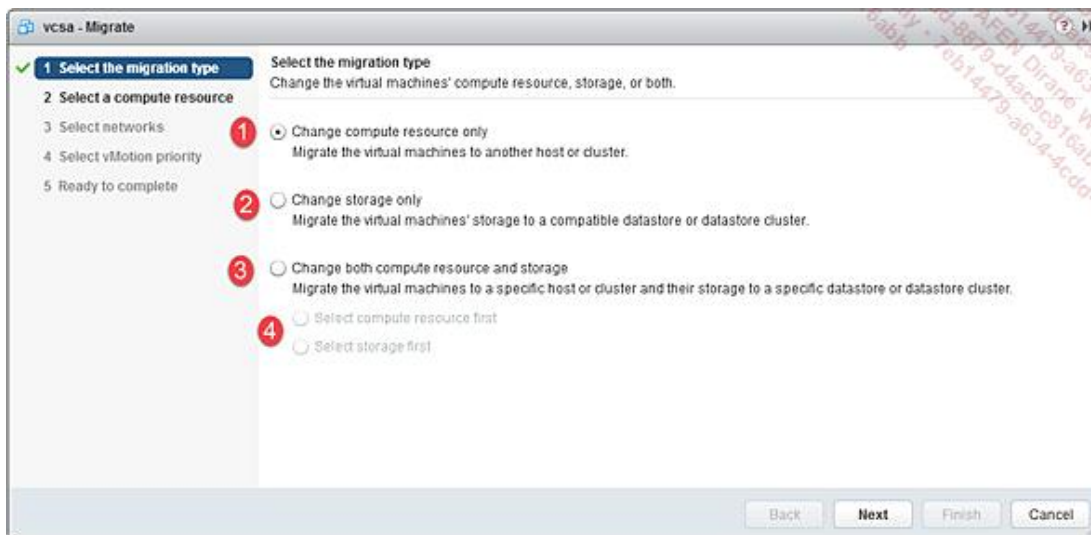 vcsa - Migrate
1 Select the migration type
2 Select a compute resource
3 Select networks
4 Select vMotion priority
5 Ready to complete
Select the migration type
Change the virtual machines' compute resource, storage, or both.
1
Change compute resource only
Migrate the virtual machines to another host or cluster.
2
Change storage only
Migrate the virtual machines' storage to a compatible datastore or datastore cluster.
3
Change both compute resource and storage
Migrate the virtual machines to a specific host or cluster and their storage to a specific datastore or datastore cluster.
4
Select compute resource first
Select storage first
Back Next Finish Cancel